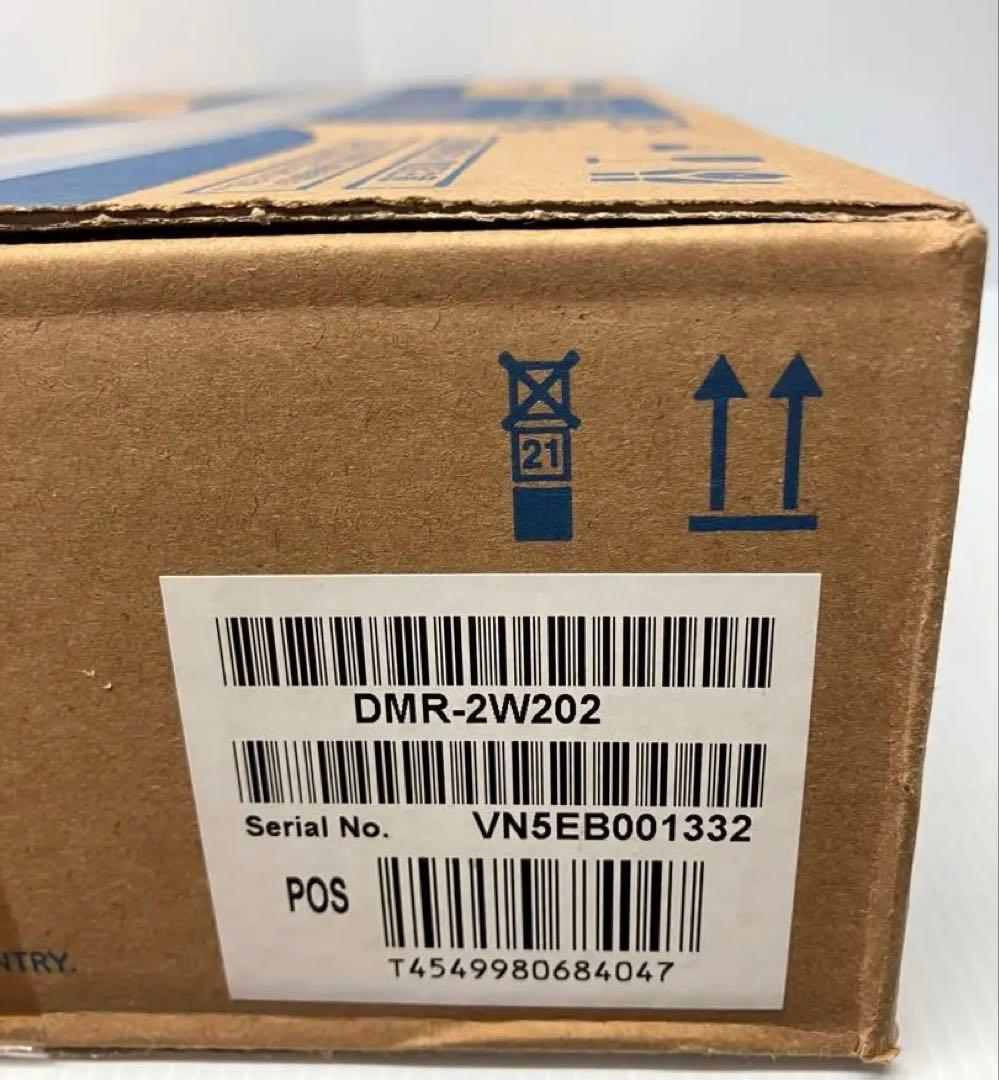 21
DMR-2W202
Serial No. VN5EB001332
POS
T4549980684047
NTRY.